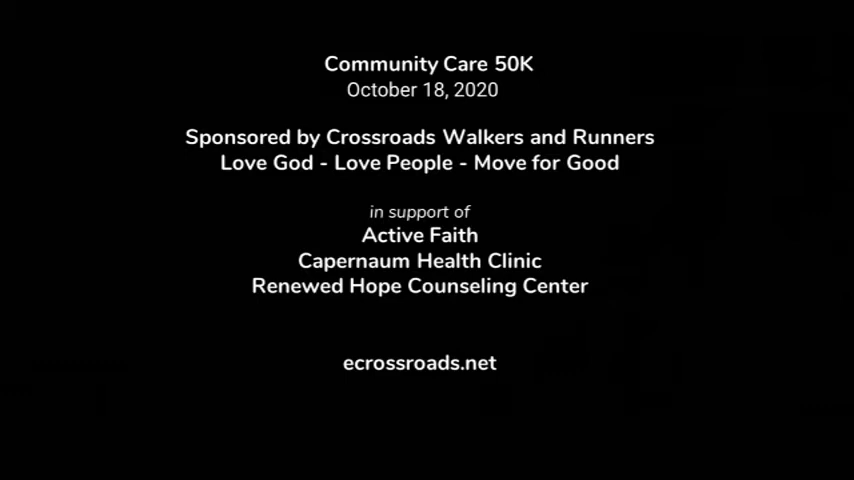 Community Care 50K
October 18, 2020
Sponsored by Crossroads Walkers and Runners
Love God - Love People - Move for Good
in support of
Active Faith
Capernaum Health Clinic
Renewed Hope Counseling Center
ecrossroads.net